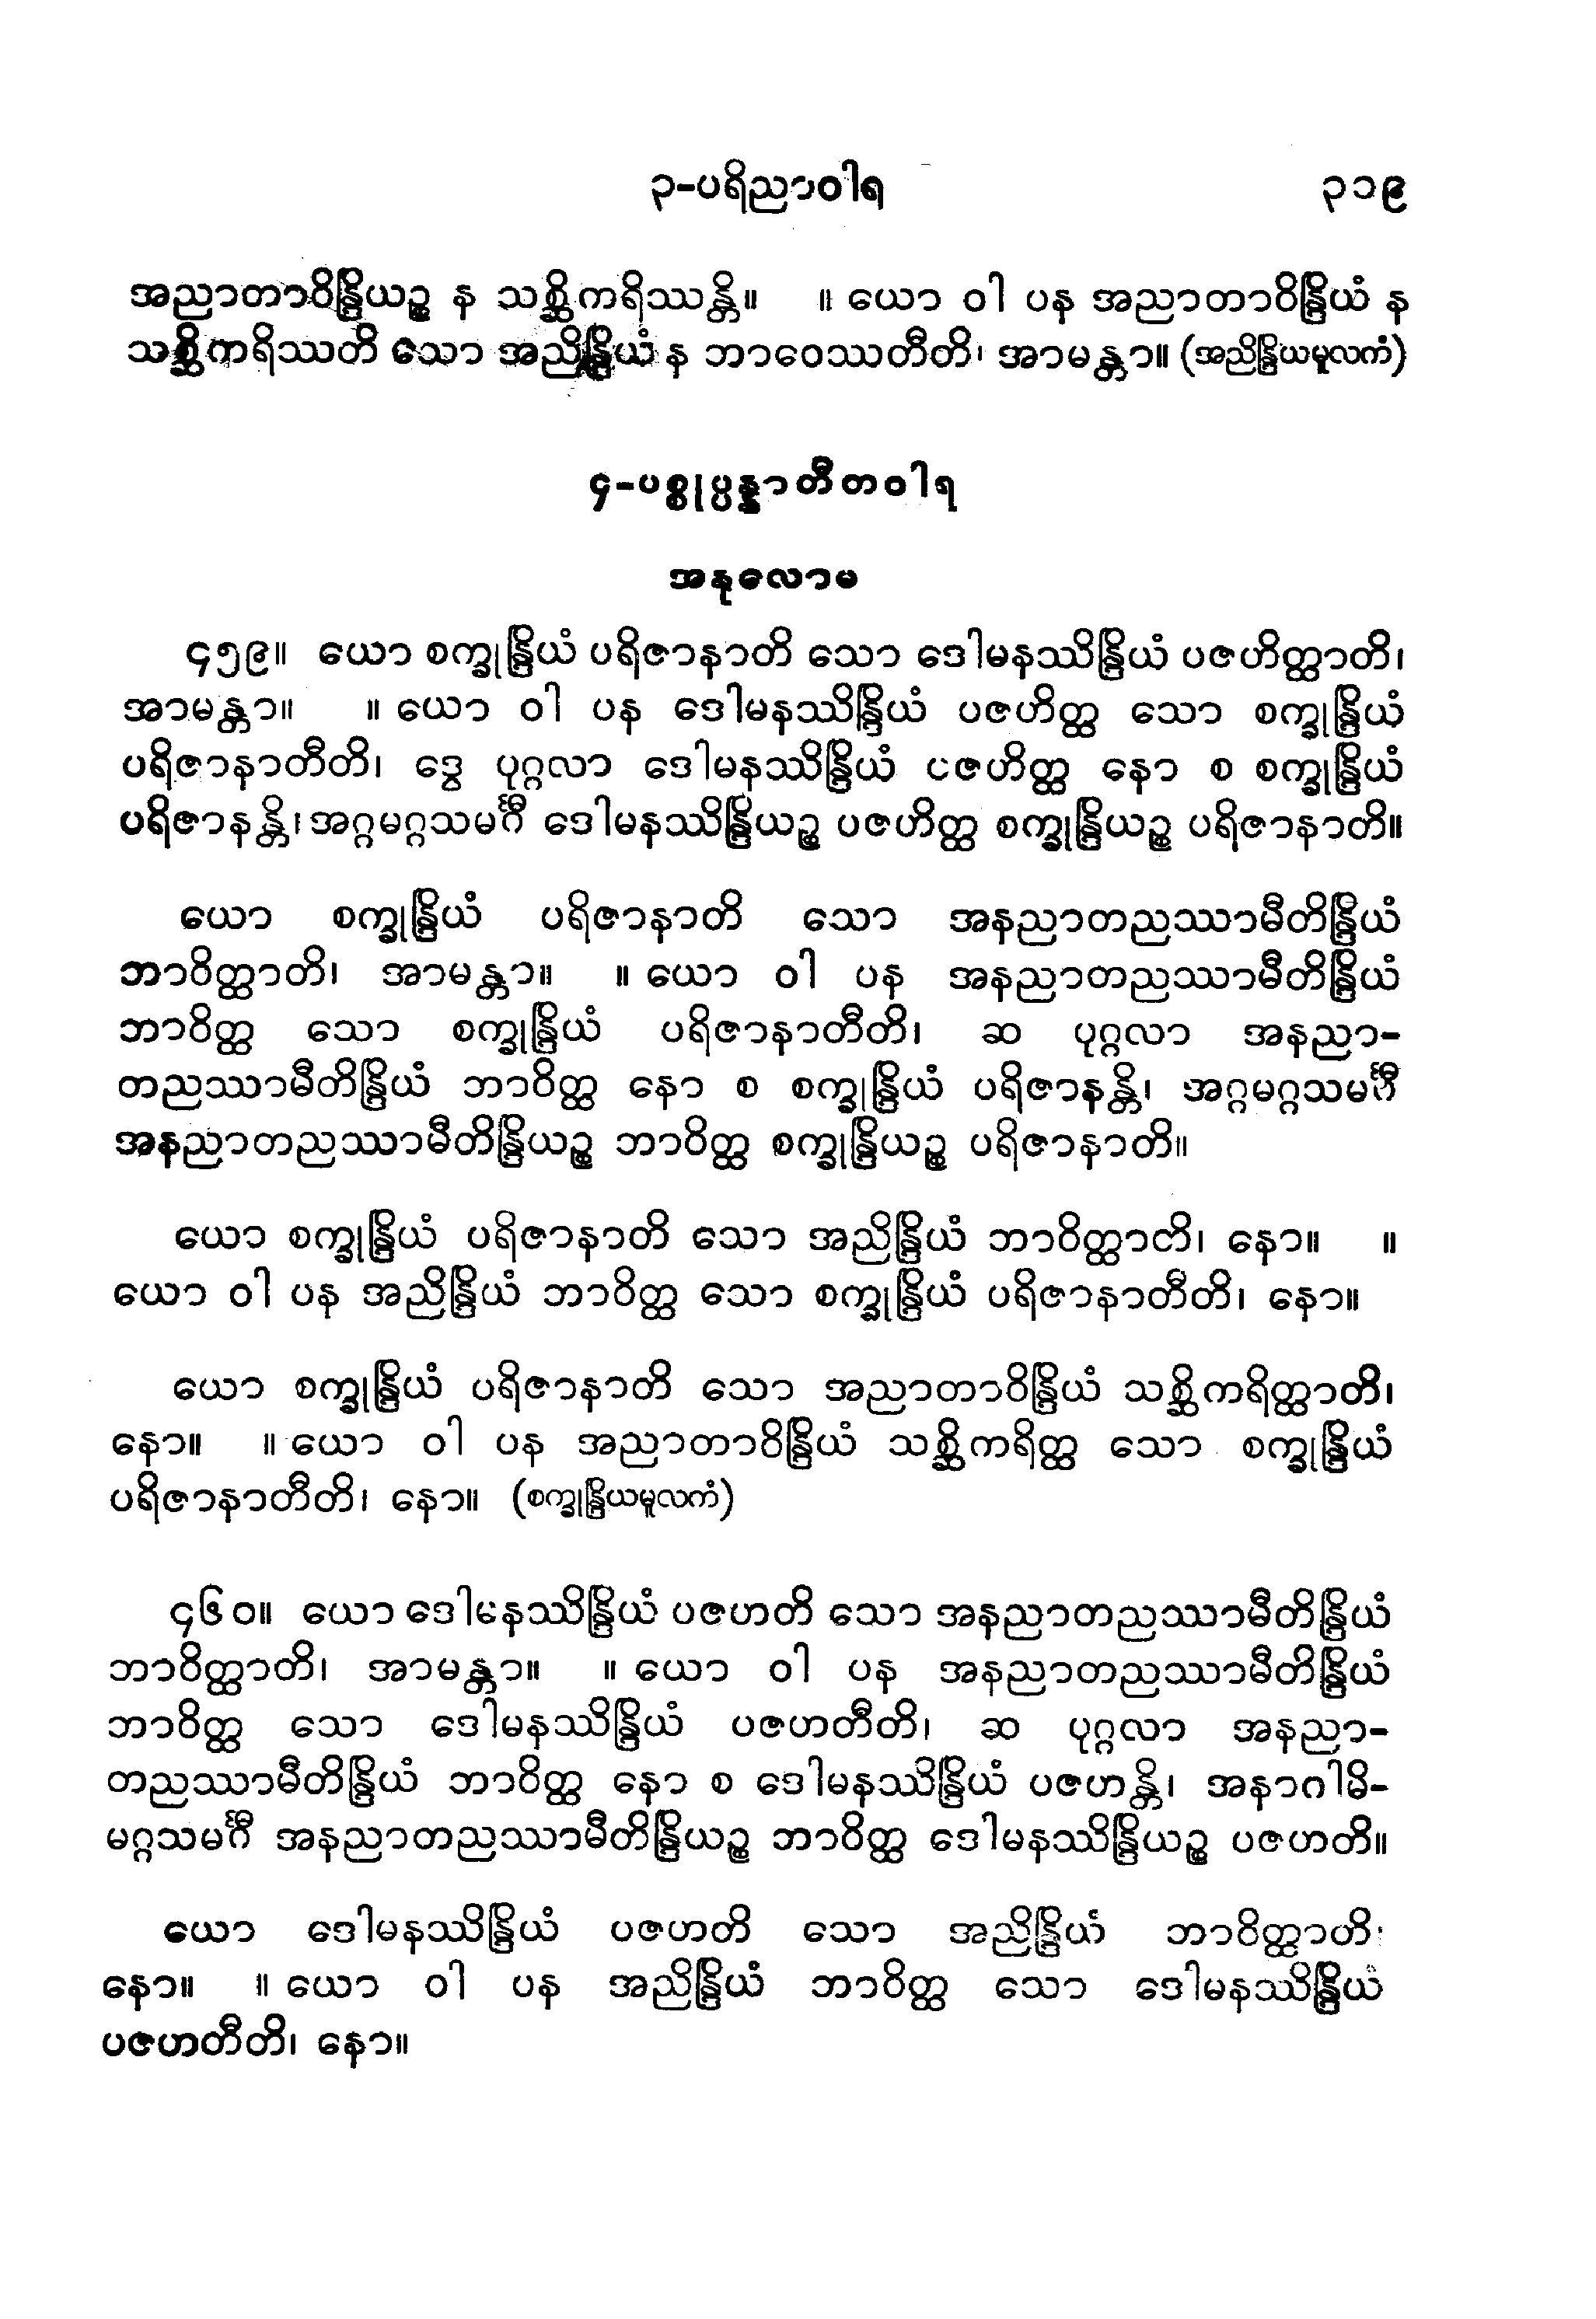 ၃-ပရိညာဝါရ ၃၁၉
အညာတာဝိန္ဒြိယဉ္စ န သစ္ဆိကရိဿန္တိ။ ။ ယော ဝါ ပန အညာတာဝိန္ဒြိယံ န
သစ္ဆိကရိဿတိ သော အညိန္ဒြိယံ န ဘာဝေဿတီတိ၊ အာမန္တာ။ (အညိန္ဒြိယမူလကံ)
၄-ပစ္စုပ္ပန္နာတီတဝါရ
အနုလောမ
၄၅၉။ ယော စက္ခုန္ဒြိယံ ပရိဇာနာတိ သော ဒေါမနဿိန္ဒြိယံ ပဇဟိတ္ထာတိ၊
အာမန္တာ။ ။ ယော ဝါ ပန ဒေါမနဿိန္ဒြိယံ ပဇဟိတ္ထ သော စက္ခုန္ဒြိယံ
ပရိဇာနာတီတိ၊ ဒွေ ပုဂ္ဂလာ ဒေါမနဿိန္ဒြိယံ ပဇဟိတ္ထ နော စ စက္ခုန္ဒြိယံ
ပရိဇာနန္တိ၊ အဂ္ဂမဂ္ဂသမင်္ဂီ ဒေါမနဿိန္ဒြိယဉ္စ ပဇဟိတ္ထ စက္ခုန္ဒြိယဉ္စ ပရိဇာနာတိ။
ယော စက္ခုန္ဒြိယံ ပရိဇာနာတိ သော အနညာတညဿာမီတိန္ဒြိယံ
ဘာဝိတ္ထာတိ၊ အာမန္တာ။ ။ ယော ဝါ ပန အနညာတညဿာမီတိန္ဒြိယံ
ဘာဝိတ္ထ သော စက္ခုန္ဒြိယံ ပရိဇာနာတီတိ၊ ဆ ပုဂ္ဂလာ အနညာ-
တညဿာမီတိန္ဒြိယံ ဘာဝိတ္ထ နော စ စက္ခုန္ဒြိယံ ပရိဇာနန္တိ၊ အဂ္ဂမဂ္ဂသမင်္ဂီ
အနညာတညဿာမီတိန္ဒြိယဉ္စ ဘာဝိတ္ထ စက္ခုန္ဒြိယဉ္စ ပရိဇာနာတိ။
ယော စက္ခုန္ဒြိယံ ပရိဇာနာတိ သော အညိန္ဒြိယံ ဘာဝိတ္ထာတိ၊ နော။ ။
ယော ဝါ ပန အညိန္ဒြိယံ ဘာဝိတ္ထ သော စက္ခုန္ဒြိယံ ပရိဇာနာတီတိ၊ နော။
ယော စက္ခုန္ဒြိယံ ပရိဇာနာတိ သော အညာတာဝိန္ဒြိယံ သစ္ဆိကရိတ္ထာတိ၊
နော။ ။ ယော ဝါ ပန အညာတာဝိန္ဒြိယံ သစ္ဆိကရိတ္ထ သော စက္ခုန္ဒြိယံ
ပရိဇာနာတီတိ၊ နော။ (စက္ခုန္ဒြိယမူလကံ)
၄၆၀။ ယော ဒေါမနဿိန္ဒြိယံ ပဇဟတိ သော အနညာတညဿာမီတိန္ဒြိယံ
ဘာဝိတ္ထာတိ၊ အာမန္တာ။ ။ ယော ဝါ ပန အနညာတညဿာမီတိန္ဒြိယံ
ဘာဝိတ္ထ သော ဒေါမနဿိန္ဒြိယံ ပဇဟတီတိ၊ ဆ ပုဂ္ဂလာ အနညာ-
တညဿာမီတိန္ဒြိယံ ဘာဝိတ္ထ နော စ ဒေါမနဿိန္ဒြိယံ ပဇဟန္တိ၊ အနာဂါမိ-
မဂ္ဂသမင်္ဂီ အနညာတညဿာမီတိန္ဒြိယဉ္စ ဘာဝိတ္ထ ဒေါမနဿိန္ဒြိယဉ္စ ပဇဟတိ။
ယော ဒေါမနဿိန္ဒြိယံ ပဇဟတိ သော အညိန္ဒြိယံ ဘာဝိတ္ထာတိ၊
နော။ ။ ယော ဝါ ပန အညိန္ဒြိယံ ဘာဝိတ္ထ သော ဒေါမနဿိန္ဒြိယံ
ပဇဟတီတိ၊ နော။